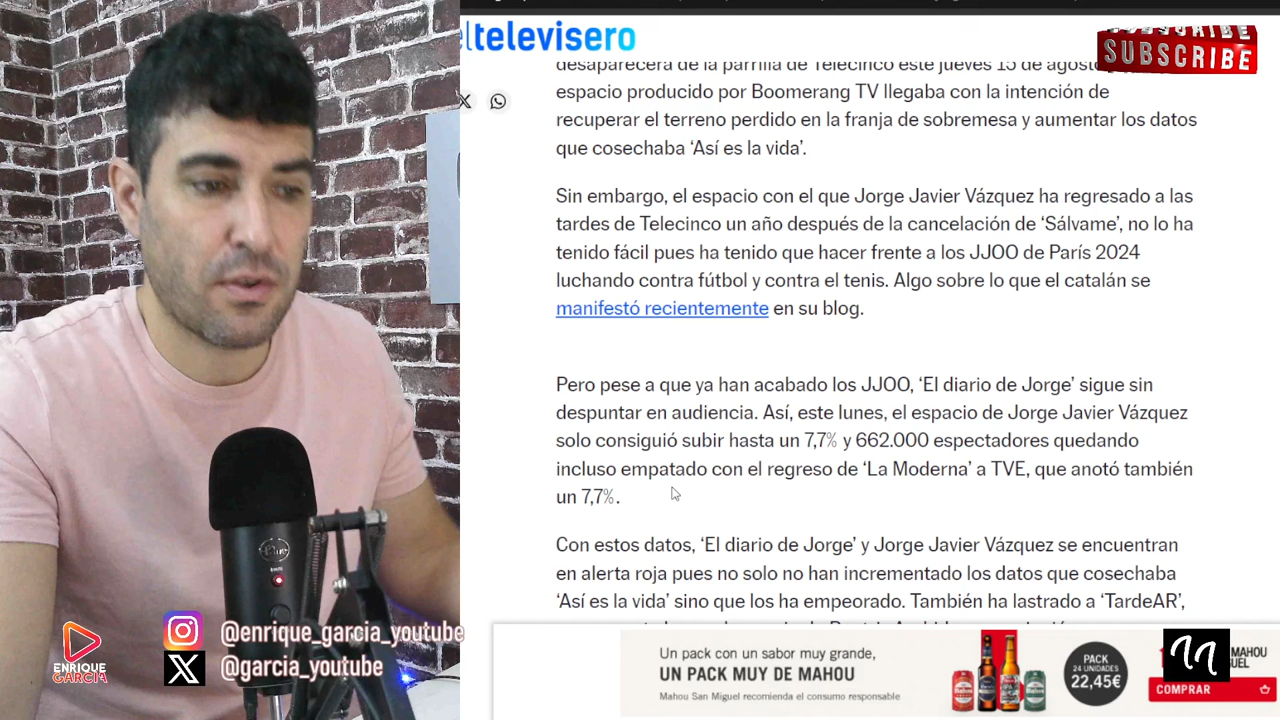 eltelevisero
SUBSCRIBE
SUBSCRIBE
desaparecerá de la parrilla de Telecinco este jueves 15 de agosto
espacio producido por Boomerang TV llegaba con la intención de
recuperar el terreno perdido en la franja de sobremesa y aumentar los datos
que cosechaba ‘Así es la vida’.
Sin embargo, el espacio con el que Jorge Javier Vázquez ha regresado a las
tardes de Telecinco un año después de la cancelación de ‘Sálvame’, no lo ha
tenido fácil pues ha tenido que hacer frente a los JJOO de París 2024
luchando contra fútbol y contra el tenis. Algo sobre lo que el catalán se
manifestó recientemente en su blog.
Pero pese a que ya han acabado los JJOO, ‘El diario de Jorge’ sigue sin
despuntar en audiencia. Así, este lunes, el espacio de Jorge Javier Vázquez
solo consiguió subir hasta un 7,7% y 662.000 espectadores quedando
incluso empatado con el regreso de ‘La Moderna’ a TVE, que anotó también
un 7,7%.
Con estos datos, ‘El diario de Jorge’ y Jorge Javier Vázquez se encuentran
en alerta roja pues no solo no han incrementado los datos que cosechaba
‘Así es la vida’ sino que los ha empeorado. También ha lastrado a ‘TardeAR’,
Blue
ENRIQUE
GARCIA
@enrique_garcia_youtube
@garcia_youtube
Un pack con un sabor muy grande,
UN PACK MUY DE MAHOU
Mahou San Miguel recomienda el consumo responsable
PACK
24 UNIDADES
22,45€
MAHOU
GUEL
COMPRAR